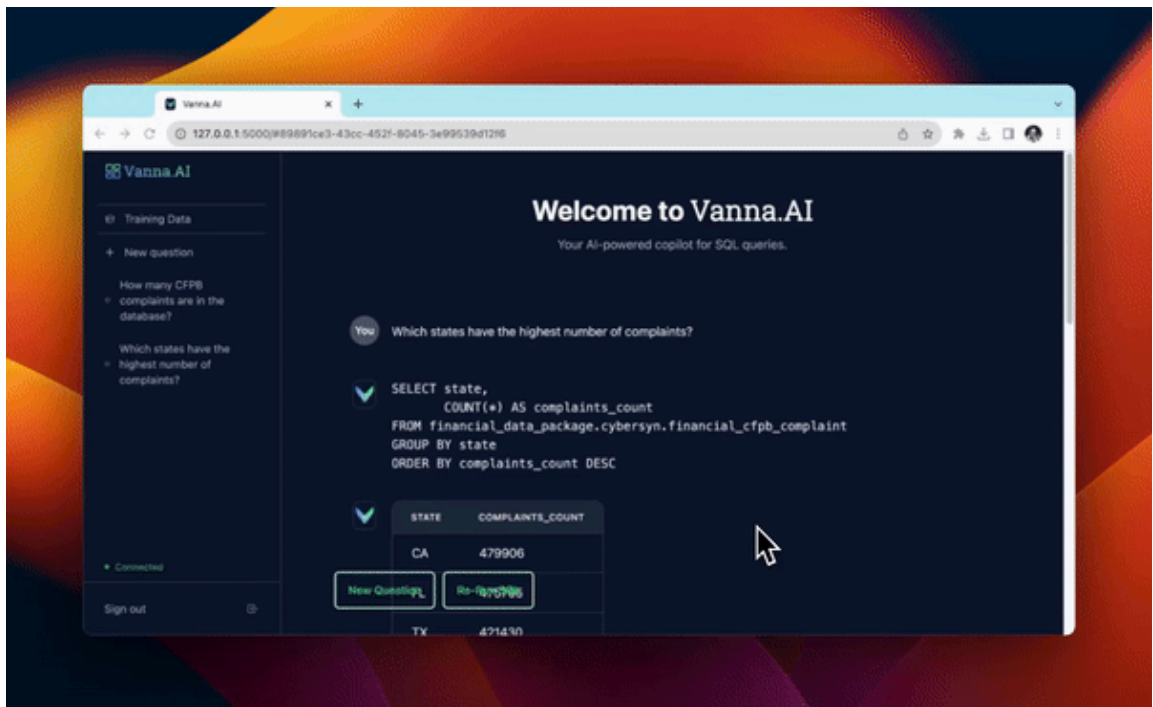 Vanna.AI
127.0.0.1:5000/#89891ce3-43cc-452f-8045-3e99539d12f6
Vanna.AI
Training Data
+ New question
How many CFPB
complaints are in the
database?
Which states have the
highest number of
complaints?
Connected
Sign out
Welcome to Vanna.AI
Your AI-powered copilot for SQL queries.
You Which states have the highest number of complaints?
SELECT state,
COUNT(*) AS complaints_count
FROM financial_data_package.cybersyn.financial_cfpb_complaint
GROUP BY state
ORDER BY complaints_count DESC
STATE COMPLAINTS_COUNT
CA 479906
New Question
TX 421430